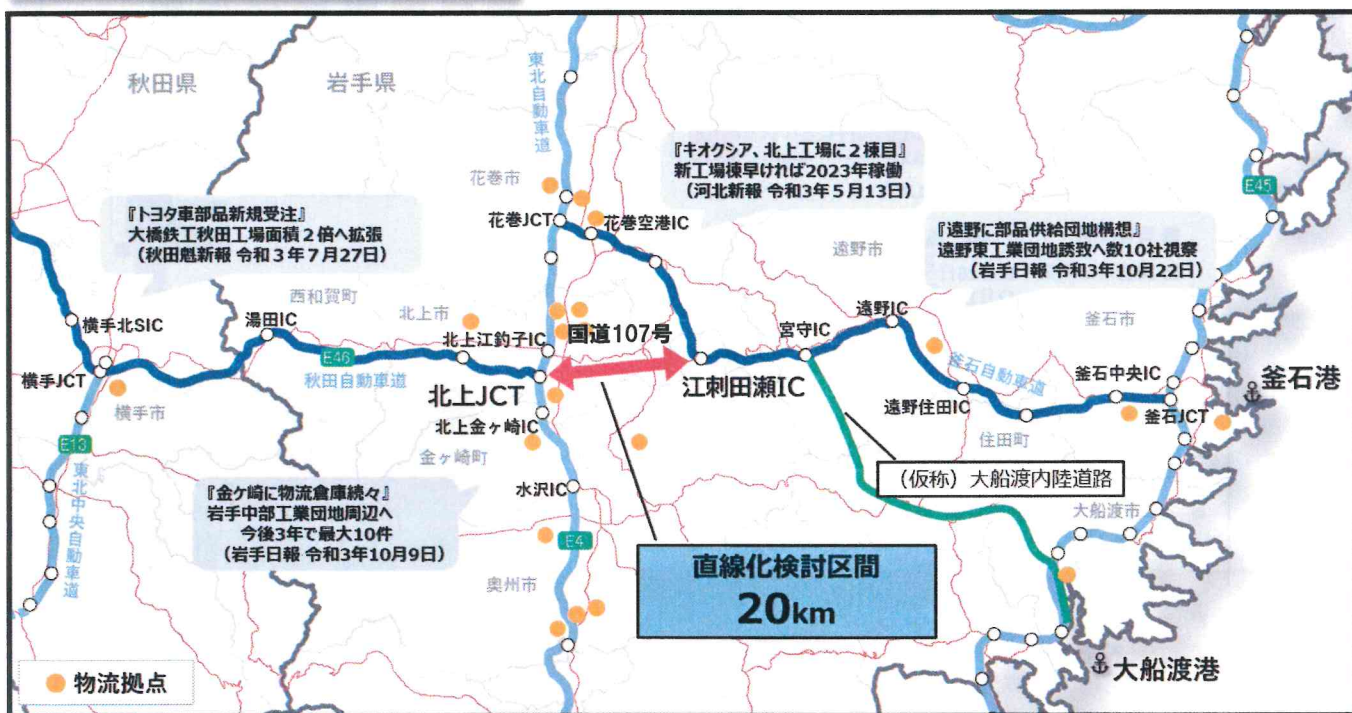 秋田県
岩手県
東北自動車道
『キオクシア、北上工場に２棟目』
新工場棟早ければ2023年稼働
（河北新報 令和3年５月13日）
E45
花巻市
花巻JCT
花巻空港IC
『トヨタ車部品新規受注』
大橋鉄工秋田工場面積２倍へ拡張
（秋田魁新報 令和３年７月27日）
遠野市
『遠野に部品供給団地構想』
遠野東工業団地誘致へ数10社視察
（岩手日報 令和3年10月22日）
西和賀町
北上市
横手北SIC
湯田IC
北上江釣子IC
国道107号
宮守IC
遠野IC
釜石市
横手JCT
E46
秋田自動車道
北上JCT
江刺田瀬IC
釜石自動車道
釜石中央IC
釜石港
横手市
遠野住田IC
釜石JCT
北上金ヶ崎IC
住田町
E13
金ヶ崎町
東北中央自動車道
（仮称）大船渡内陸道路
『金ケ崎に物流倉庫続々』
岩手中部工業団地周辺へ
今後3年で最大10件
（岩手日報 令和3年10月9日）
水沢IC
大船渡市
E4
奥州市
直線化検討区間
20km
物流拠点
大船渡港